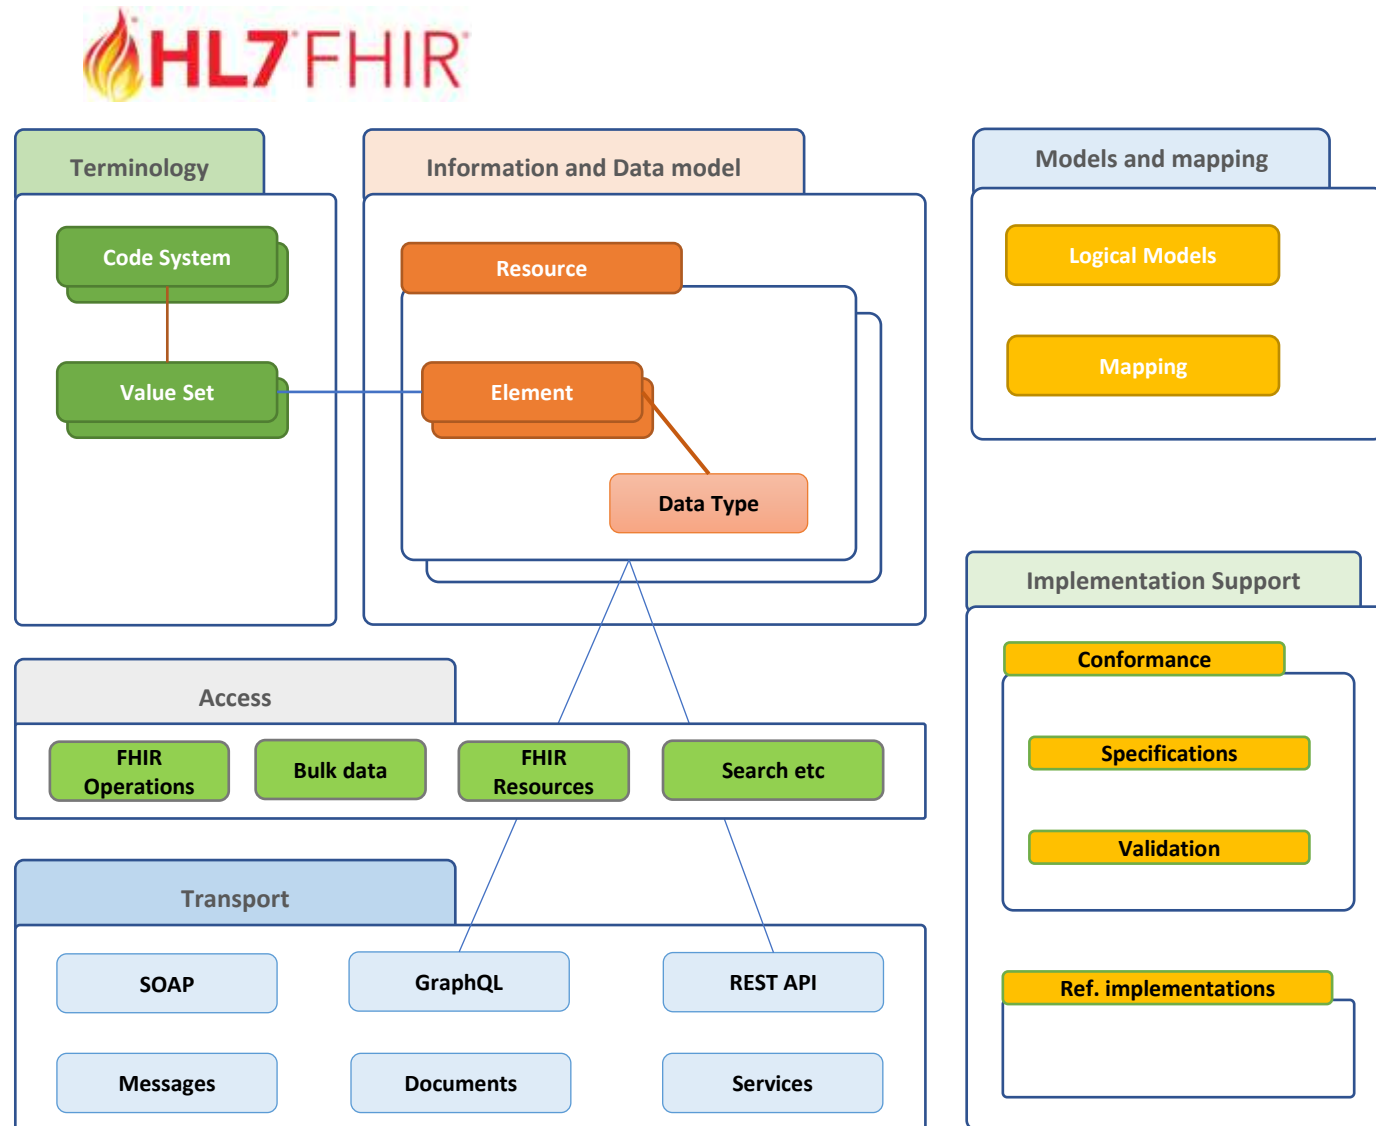 HL7 FHIR
Terminology
Code System
Value Set
Information and Data model
Resource
Element
Data Type
Models and mapping
Logical Models
Mapping
Access
FHIR
Operations
Bulk data
FHIR
Resources
Search etc
Transport
SOAP
GraphQL
REST API
Messages
Documents
Services
Implementation Support
Conformance
Specifications
Validation
Ref. implementations